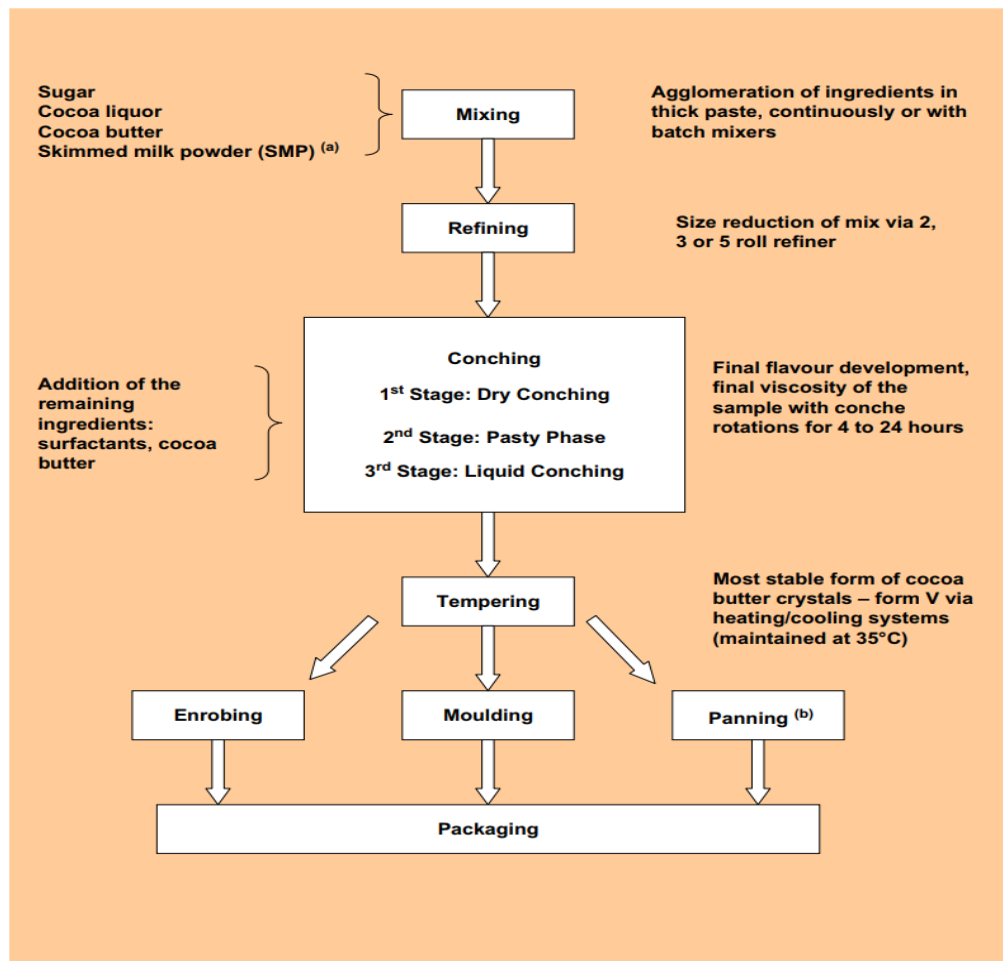 Sugar
Cocoa liquor
Cocoa butter
Skimmed milk powder (SMP) (a)
Mixing
Agglomeration of ingredients in
thick paste, continuously or with
batch mixers
Refining
Size reduction of mix via 2,
3 or 5 roll refiner
Addition of the
remaining
ingredients:
surfactants, cocoa
butter
Conching
1st Stage: Dry Conching
2nd Stage: Pasty Phase
3rd Stage: Liquid Conching
Final flavour development,
final viscosity of the
sample with conche
rotations for 4 to 24 hours
Tempering
Most stable form of cocoa
butter crystals – form V via
heating/cooling systems
(maintained at 35°C)
Enrobing
Moulding
Panning (b)
Packaging